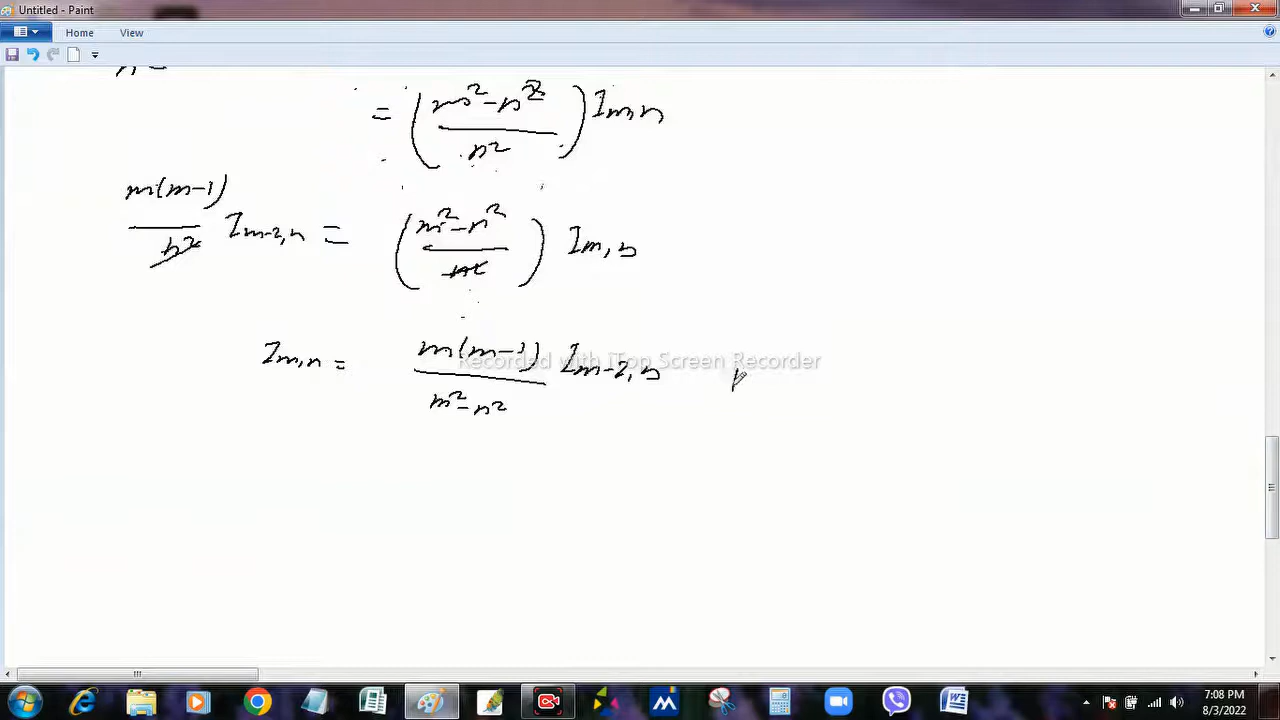 Untitled - Paint
Home View
= ( m² - n² / n² ) Im,n
m(m-1) / n² Im-2,n = ( m² - n² / n² ) Im,n
Im,n = m(m-1) / m² - n² Im-2,n
Recorded with iTop Screen Recorder
7:08 PM
8/3/2022